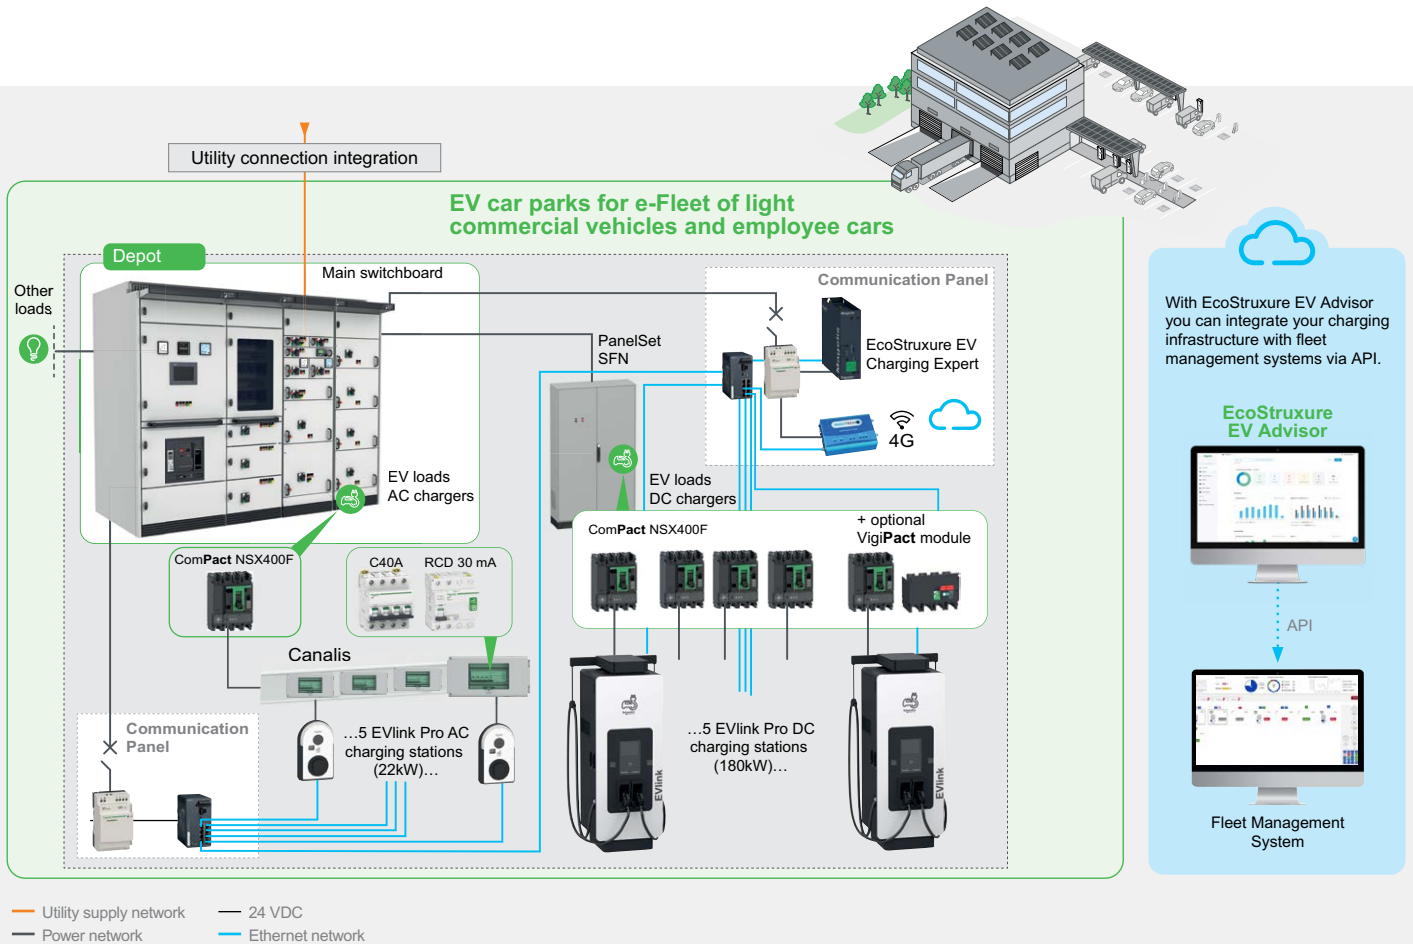 Utility connection integration
EV car parks for e-Fleet of light
commercial vehicles and employee cars
Depot
Main switchboard
Other
loads
EV loads
AC chargers
PanelSet
SFN
Communication Panel
EcoStruxure EV
Charging Expert
4G
EV loads
DC chargers
ComPact NSX400F
+ optional
VigiPact module
ComPact NSX400F
C40A
RCD 30 mA
Canalis
Communication
Panel
…5 EVlink Pro AC
charging stations
(22kW)…
…5 EVlink Pro DC
charging stations
(180kW)…
EVlink
EVlink
With EcoStruxure EV Advisor
you can integrate your charging
infrastructure with fleet
management systems via API.
EcoStruxure
EV Advisor
API
Fleet Management
System
Utility supply network
24 VDC
Power network
Ethernet network